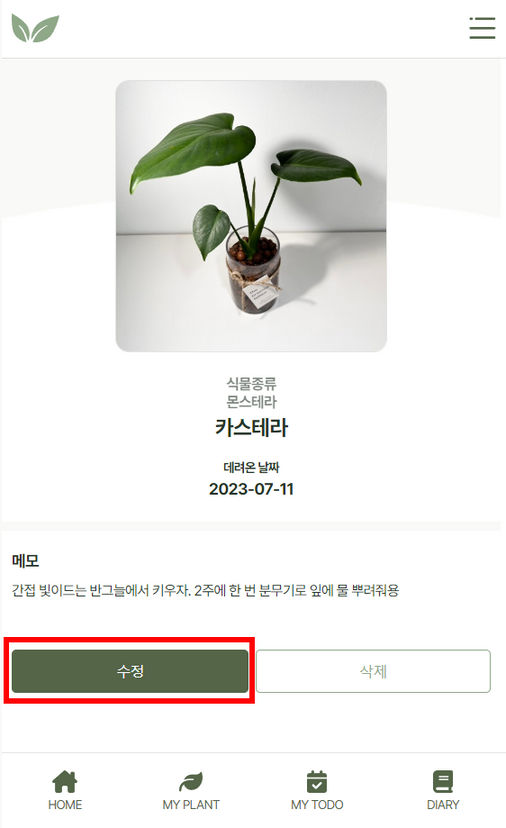 식물종류
몬스테라
카스테라
데려온 날짜
2023-07-11
메모
간접 빛이드는 반그늘에서 키우자. 2주에 한 번 분무기로 잎에 물 뿌려줘용
수정 삭제
HOME MY PLANT MY TODO DIARY